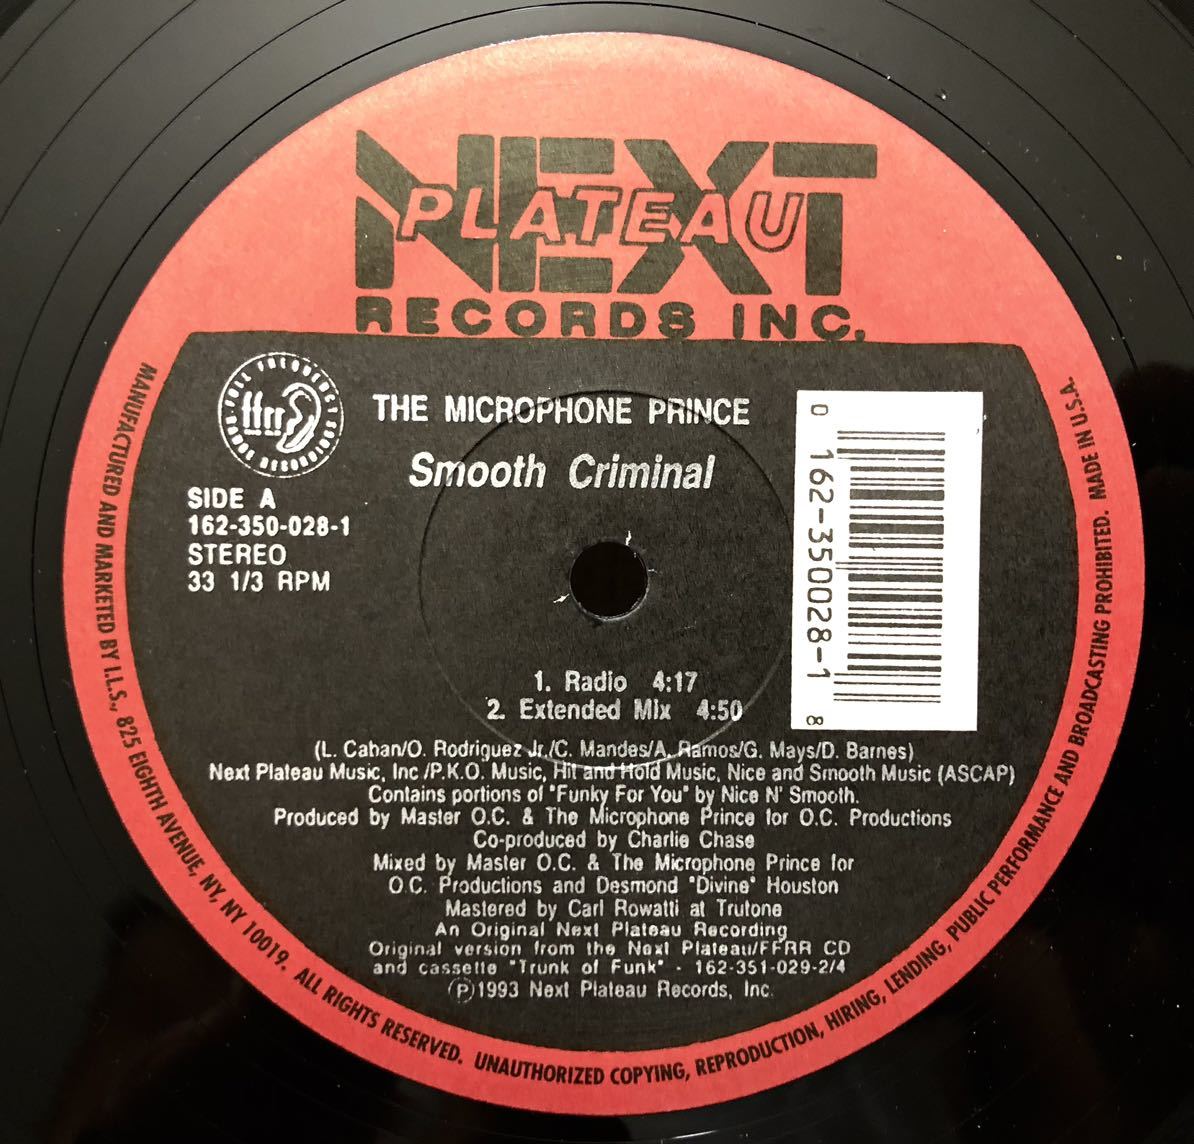 NEXT
PLATEAU
RECORDS INC.
FULL FREQUENCY
ffrr
RANGE RECORDINGS
THE MICROPHONE PRINCE
Smooth Criminal
SIDE A
162-350-028-1
STEREO
33 1/3 RPM
0 162-350028-1 8
1. Radio 4:17
2. Extended Mix 4:50
(L. Caban/O. Rodriguez Jr./C. Mandes/A. Ramos/G. Mays/D. Barnes)
Next Plateau Music, Inc /P.K.O. Music, Hit and Hold Music, Nice and Smooth Music (ASCAP)
Contains portions of "Funky For You" by Nice N' Smooth.
Produced by Master O.C. & The Microphone Prince for O.C. Productions
Co-produced by Charlie Chase
Mixed by Master O.C. & The Microphone Prince for
O.C. Productions and Desmond "Divine" Houston
Mastered by Carl Rowatti at Trutone
An Original Next Plateau Recording
Original version from the Next Plateau/FFRR CD
and cassette "Trunk of Funk" - 162-351-029-2/4
Ⓟ1993 Next Plateau Records, Inc.
MANUFACTURED AND MARKETED BY I.L.S., 825 EIGHTH AVENUE, NY, NY 10019. ALL RIGHTS RESERVED. UNAUTHORIZED COPYING, REPRODUCTION, HIRING, LENDING, PUBLIC PERFORMANCE AND BROADCASTING PROHIBITED. MADE IN U.S.A.